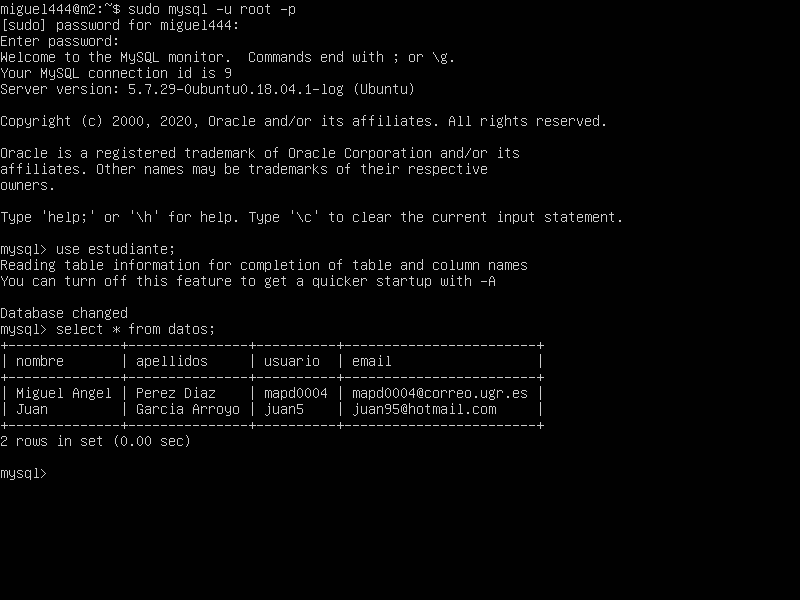 miguel444@m2:~$ sudo mysql -u root -p
[sudo] password for miguel444:
Enter password:
Welcome to the MySQL monitor.  Commands end with ; or \g.
Your MySQL connection id is 9
Server version: 5.7.29-0ubuntu0.18.04.1-log (Ubuntu)

Copyright (c) 2000, 2020, Oracle and/or its affiliates. All rights reserved.

Oracle is a registered trademark of Oracle Corporation and/or its
affiliates. Other names may be trademarks of their respective
owners.

Type 'help;' or '\h' for help. Type '\c' to clear the current input statement.

mysql> use estudiante;
Reading table information for completion of table and column names
You can turn off this feature to get a quicker startup with -A

Database changed
mysql> select * from datos;
+--------------+---------------+----------+------------------------+
| nombre       | apellidos     | usuario  | email                  |
+--------------+---------------+----------+------------------------+
| Miguel Angel | Perez Diaz    | mapd0004 | mapd0004@correo.ugr.es |
| Juan         | Garcia Arroyo | juan5    | juan95@hotmail.com     |
+--------------+---------------+----------+------------------------+
2 rows in set (0.00 sec)

mysql>